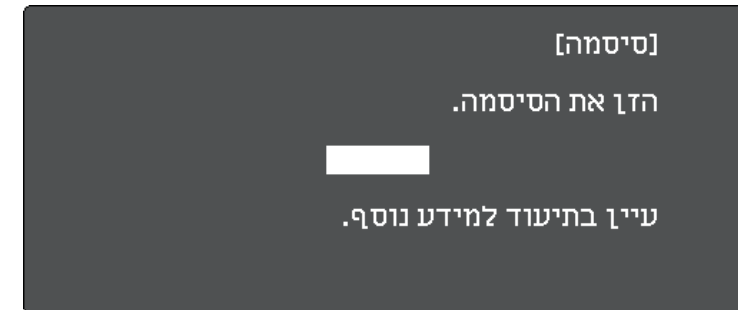 [סיסמה]
הזן את הסיסמה.
עיין בתיעוד למידע נוסף.